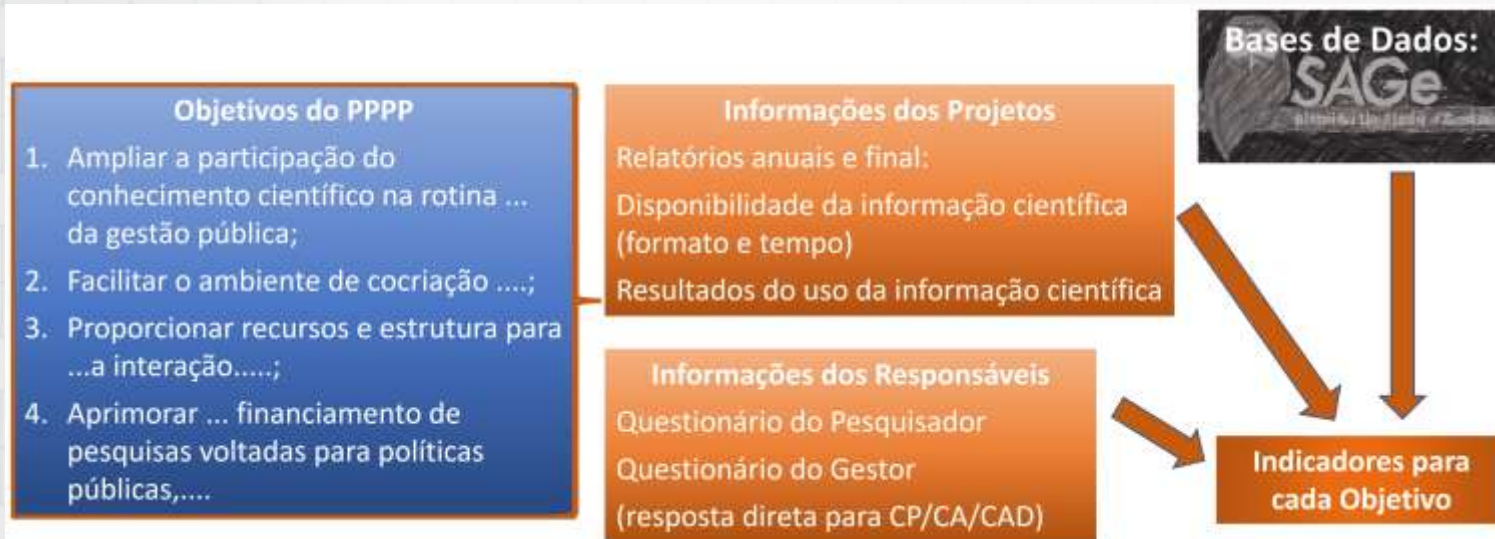 Objetivos do PPPP
1. Ampliar a participação do
conhecimento científico na rotina ...
da gestão pública;
2. Facilitar o ambiente de cocriação ....;
3. Proporcionar recursos e estrutura para
...a interação.....;
4. Aprimorar ... financiamento de
pesquisas voltadas para políticas
públicas,....
Informações dos Projetos
Relatórios anuais e final:
Disponibilidade da informação científica
(formato e tempo)
Resultados do uso da informação científica
Informações dos Responsáveis
Questionário do Pesquisador
Questionário do Gestor
(resposta direta para CP/CA/CAD)
Bases de Dados:
SAGe
Indicadores para
cada Objetivo